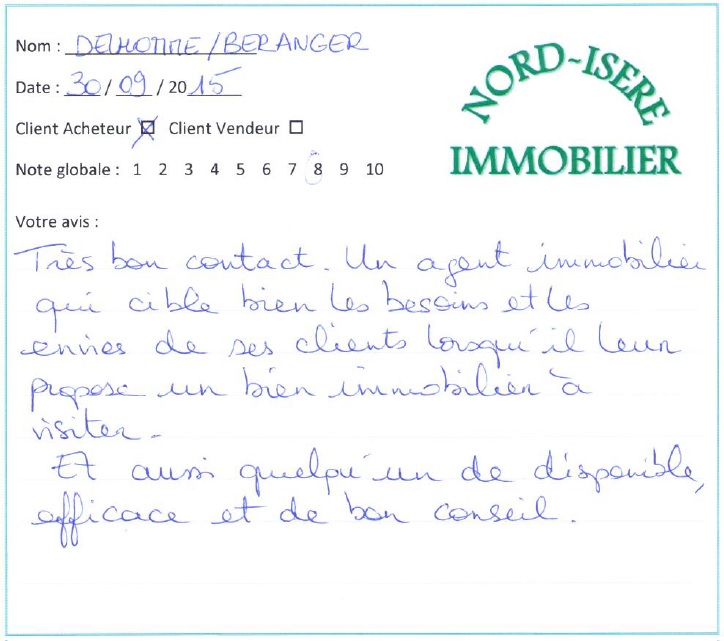 Nom : DELHOMME/BERANGER
Date : 30/09/2015
Client Acheteur ☒ Client Vendeur ☐
Note globale : 1 2 3 4 5 6 7 8 9 10
NORD-ISERE
IMMOBILIER
Votre avis :
Très bon contact. Un agent immobilier
qui cible bien les besoins et les
envies de ses clients lorsqu'il leur
propose un bien immobilier à
visiter.
Et aussi quelqu'un de disponible,
efficace et de bon conseil.